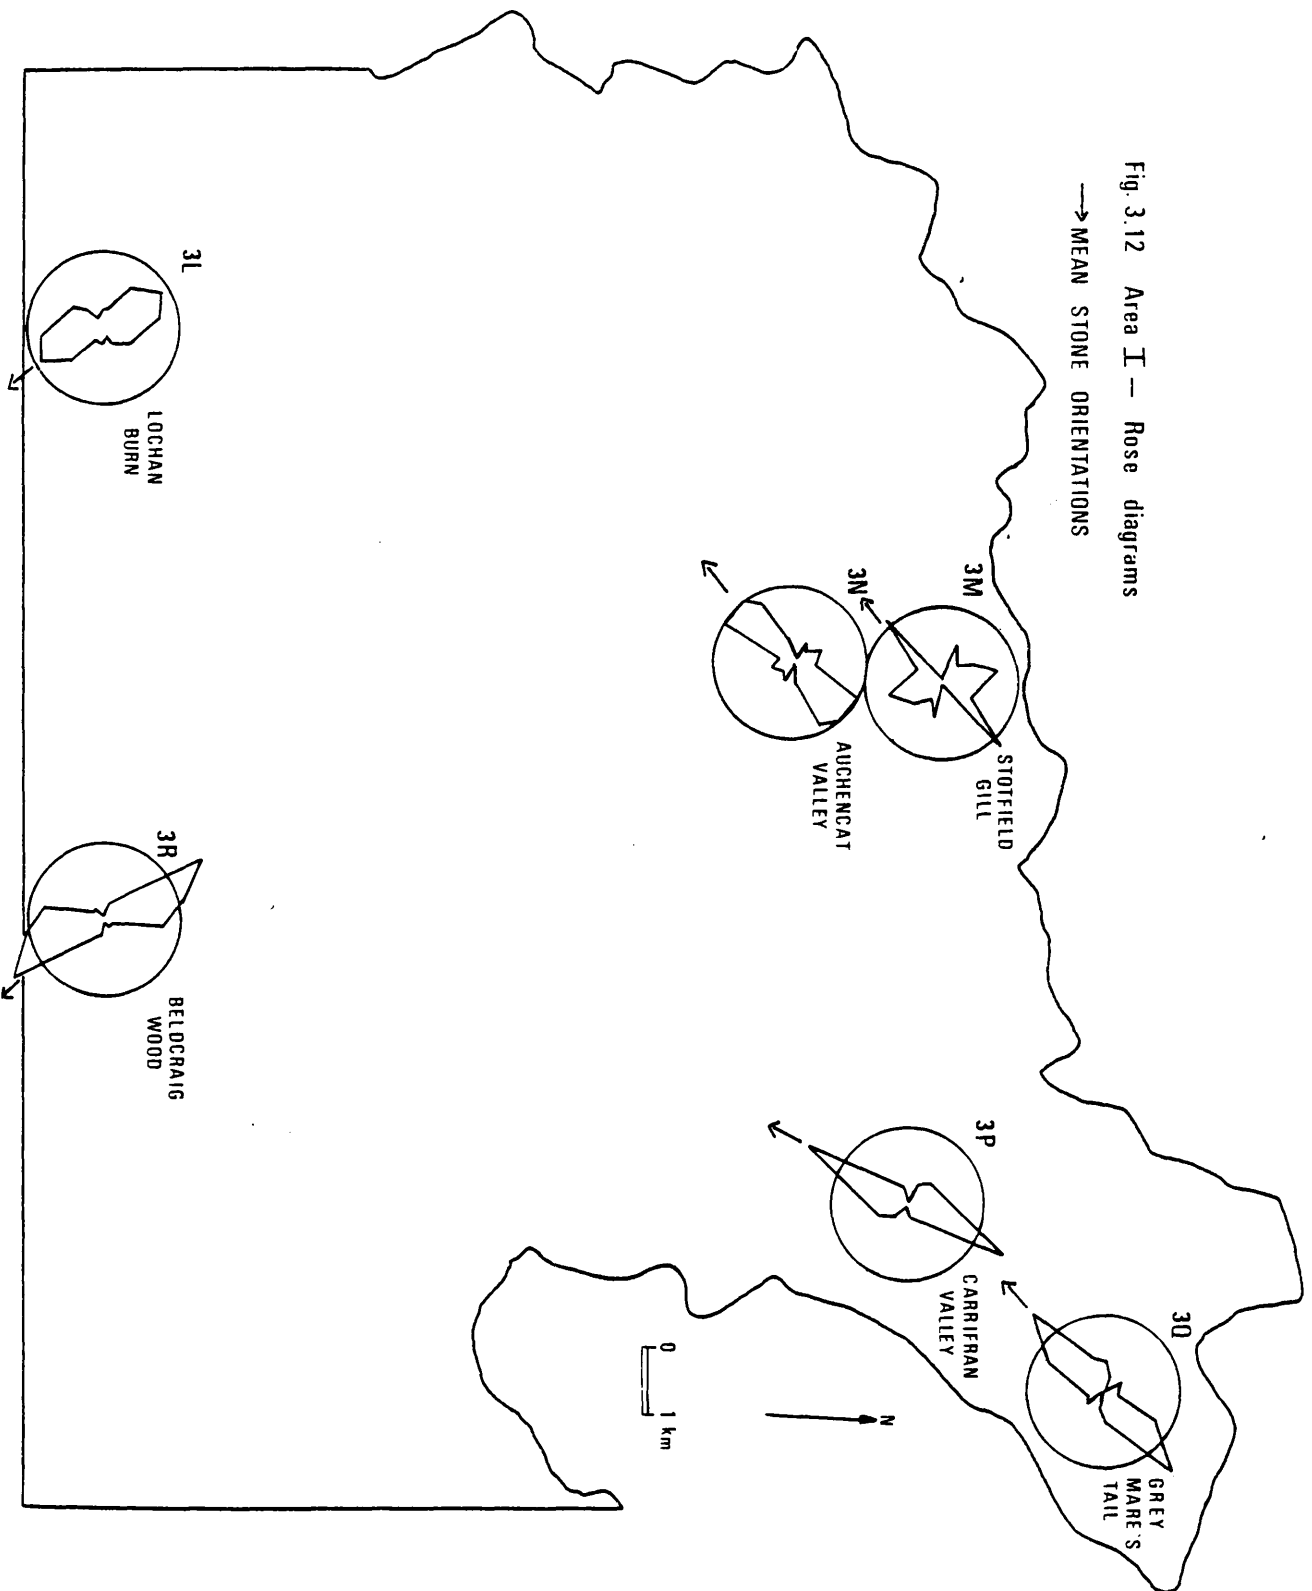 Fig. 3.12 Area I — Rose diagrams
→ MEAN STONE ORIENTATIONS
3Q
GREY
MARE'S
TAIL
3M
STOTFIELD
GILL
3P
CARRIFRAN
VALLEY
3N
AUCHENCAT
VALLEY
N
0 1 km
3L
LOCHAN
BURN
3R
BELDCRAIG
WOOD